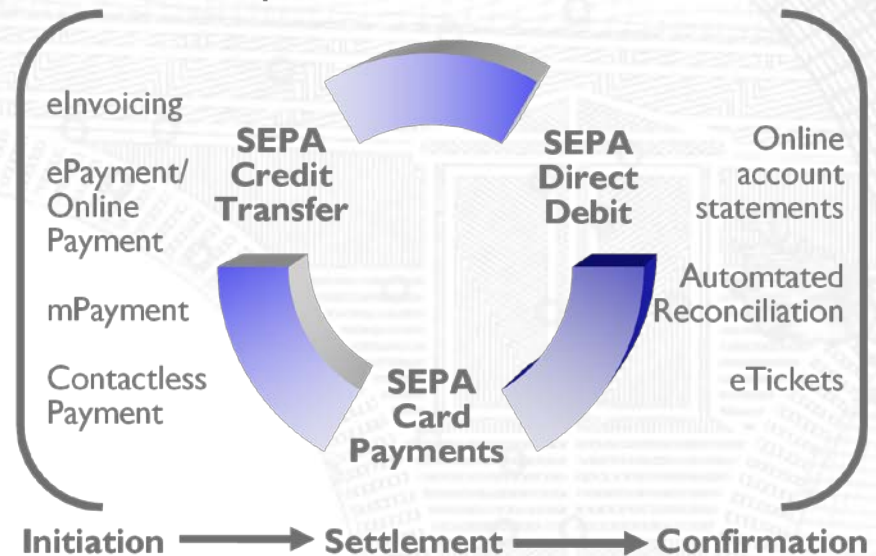 eInvoicing
ePayment/
Online
Payment
mPayment
Contactless
Payment
SEPA
Credit
Transfer
SEPA
Direct
Debit
SEPA
Card
Payments
Online
account
statements
Automtated
Reconciliation
eTickets
Initiation
Settlement
Confirmation